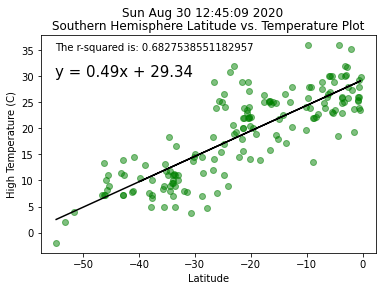 Sun Aug 30 12:45:09 2020
Southern Hemisphere Latitude vs. Temperature Plot
The r-squared is: 0.6827538551182957
y = 0.49x + 29.34
High Temperature (C)
35
30
25
20
15
10
5
0
−50
−40
−30
−20
−10
0
Latitude